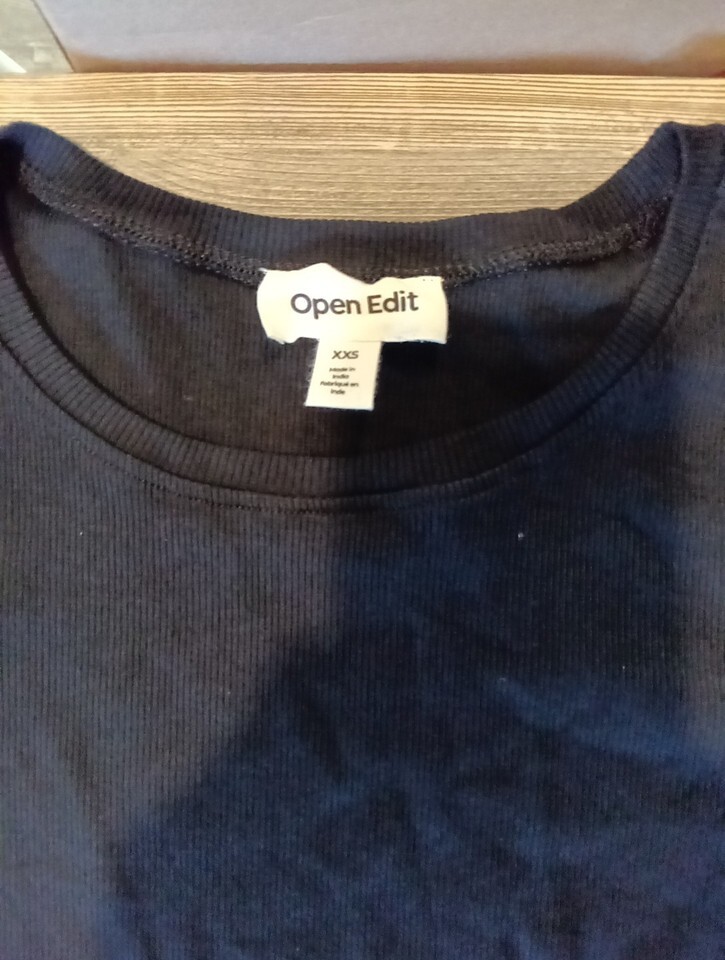 Open Edit
XXS
Made in
India
Fabriqué en
Inde